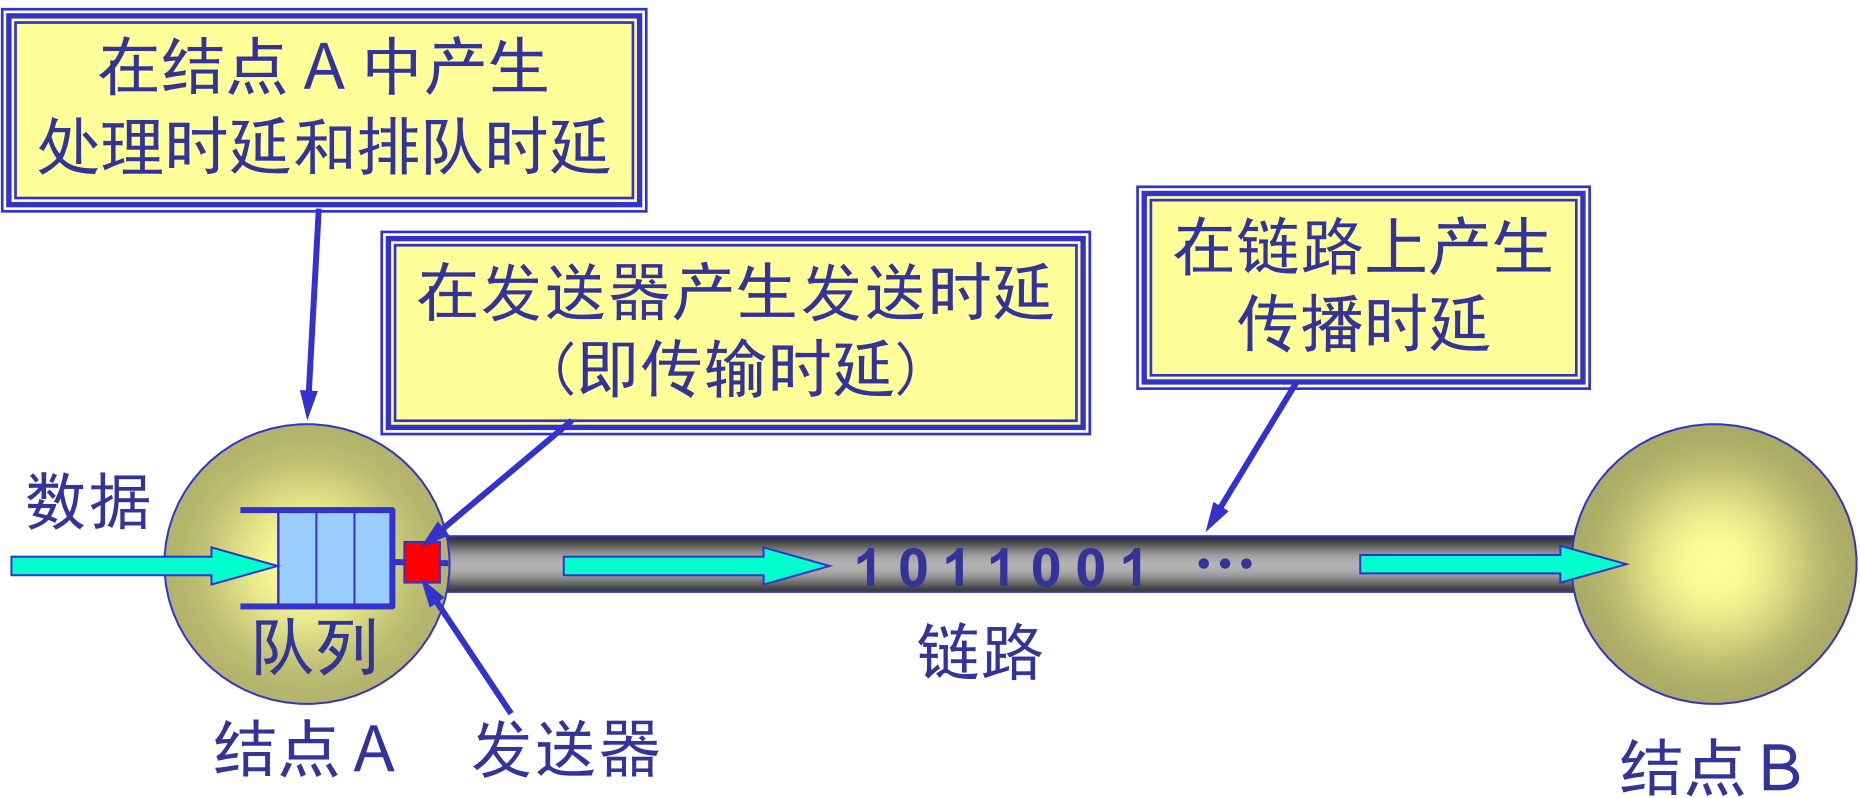 在结点 A 中产生
处理时延和排队时延
在发送器产生发送时延
(即传输时延)
在链路上产生
传播时延
数据
1 0 1 1 0 0 1 …
队列
链路
结点 A
发送器
结点 B